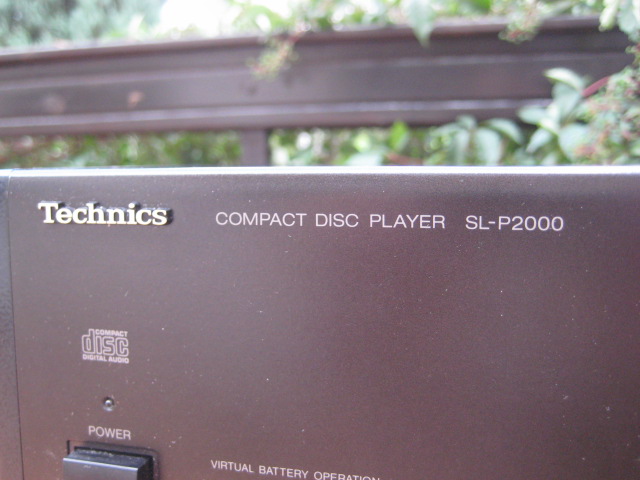 Technics COMPACT DISC PLAYER SL-P2000
COMPACT
disc
DIGITAL AUDIO
POWER
VIRTUAL BATTERY OPERATION